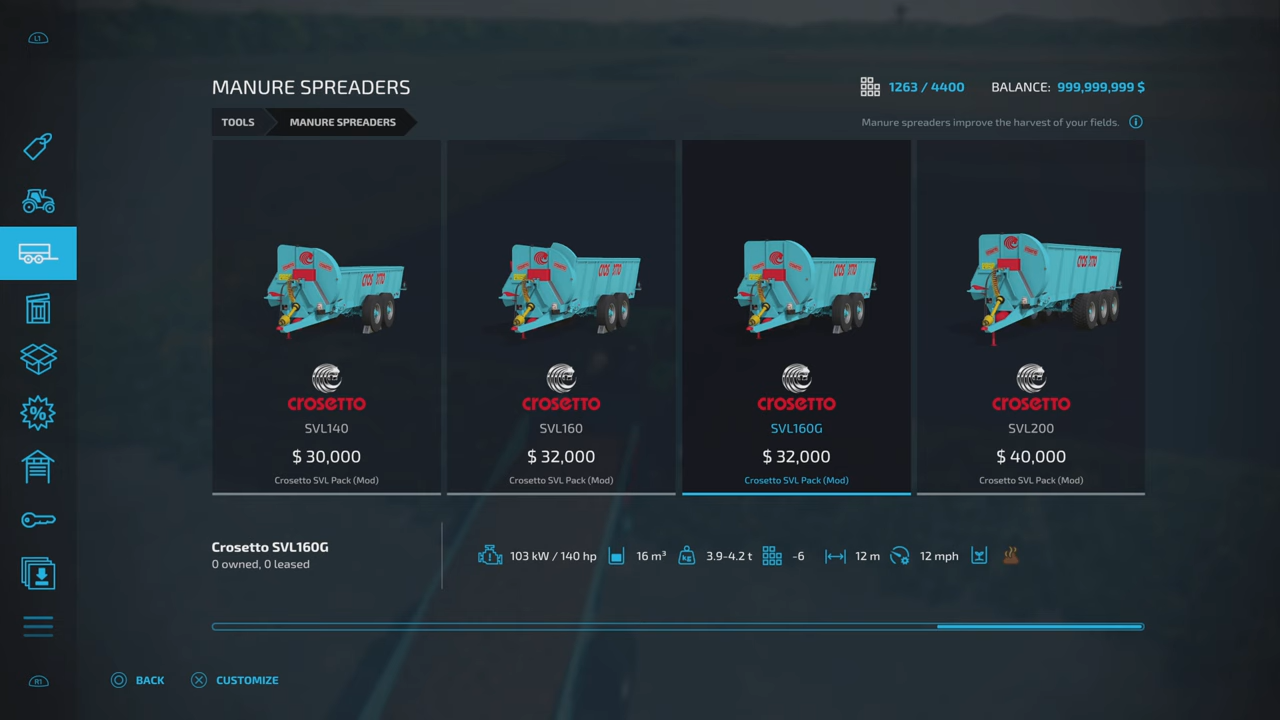 L1
MANURE SPREADERS
1263 / 4400
BALANCE: 999,999,999 $
TOOLS
MANURE SPREADERS
Manure spreaders improve the harvest of your fields.
CROSETTO
SVL140
$ 30,000
Crosetto SVL Pack (Mod)
CROSETTO
SVL160
$ 32,000
Crosetto SVL Pack (Mod)
CROSETTO
SVL160G
$ 32,000
Crosetto SVL Pack (Mod)
CROSETTO
SVL200
$ 40,000
Crosetto SVL Pack (Mod)
Crosetto SVL160G
0 owned, 0 leased
103 kW / 140 hp
16 m³
kg
3.9-4.2 t
-6
12 m
12 mph
R1
BACK
CUSTOMIZE